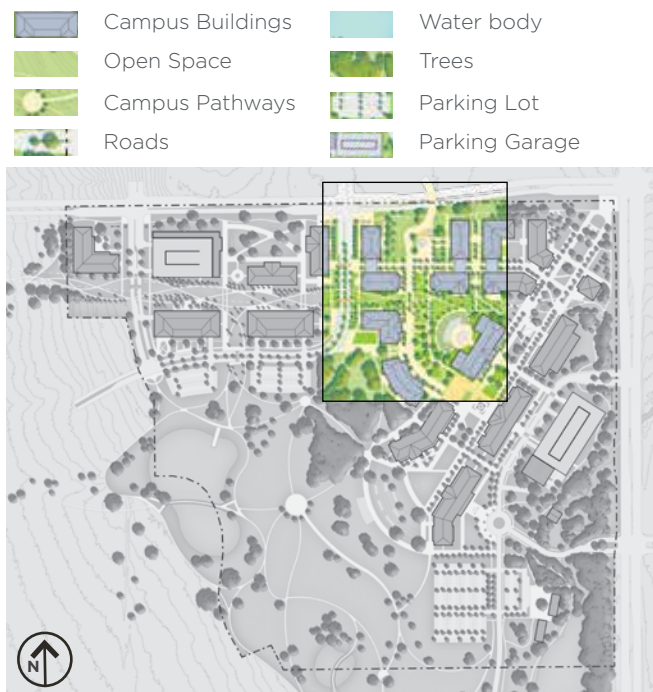 Campus Buildings
Water body
Open Space
Trees
Campus Pathways
Parking Lot
Roads
Parking Garage
N